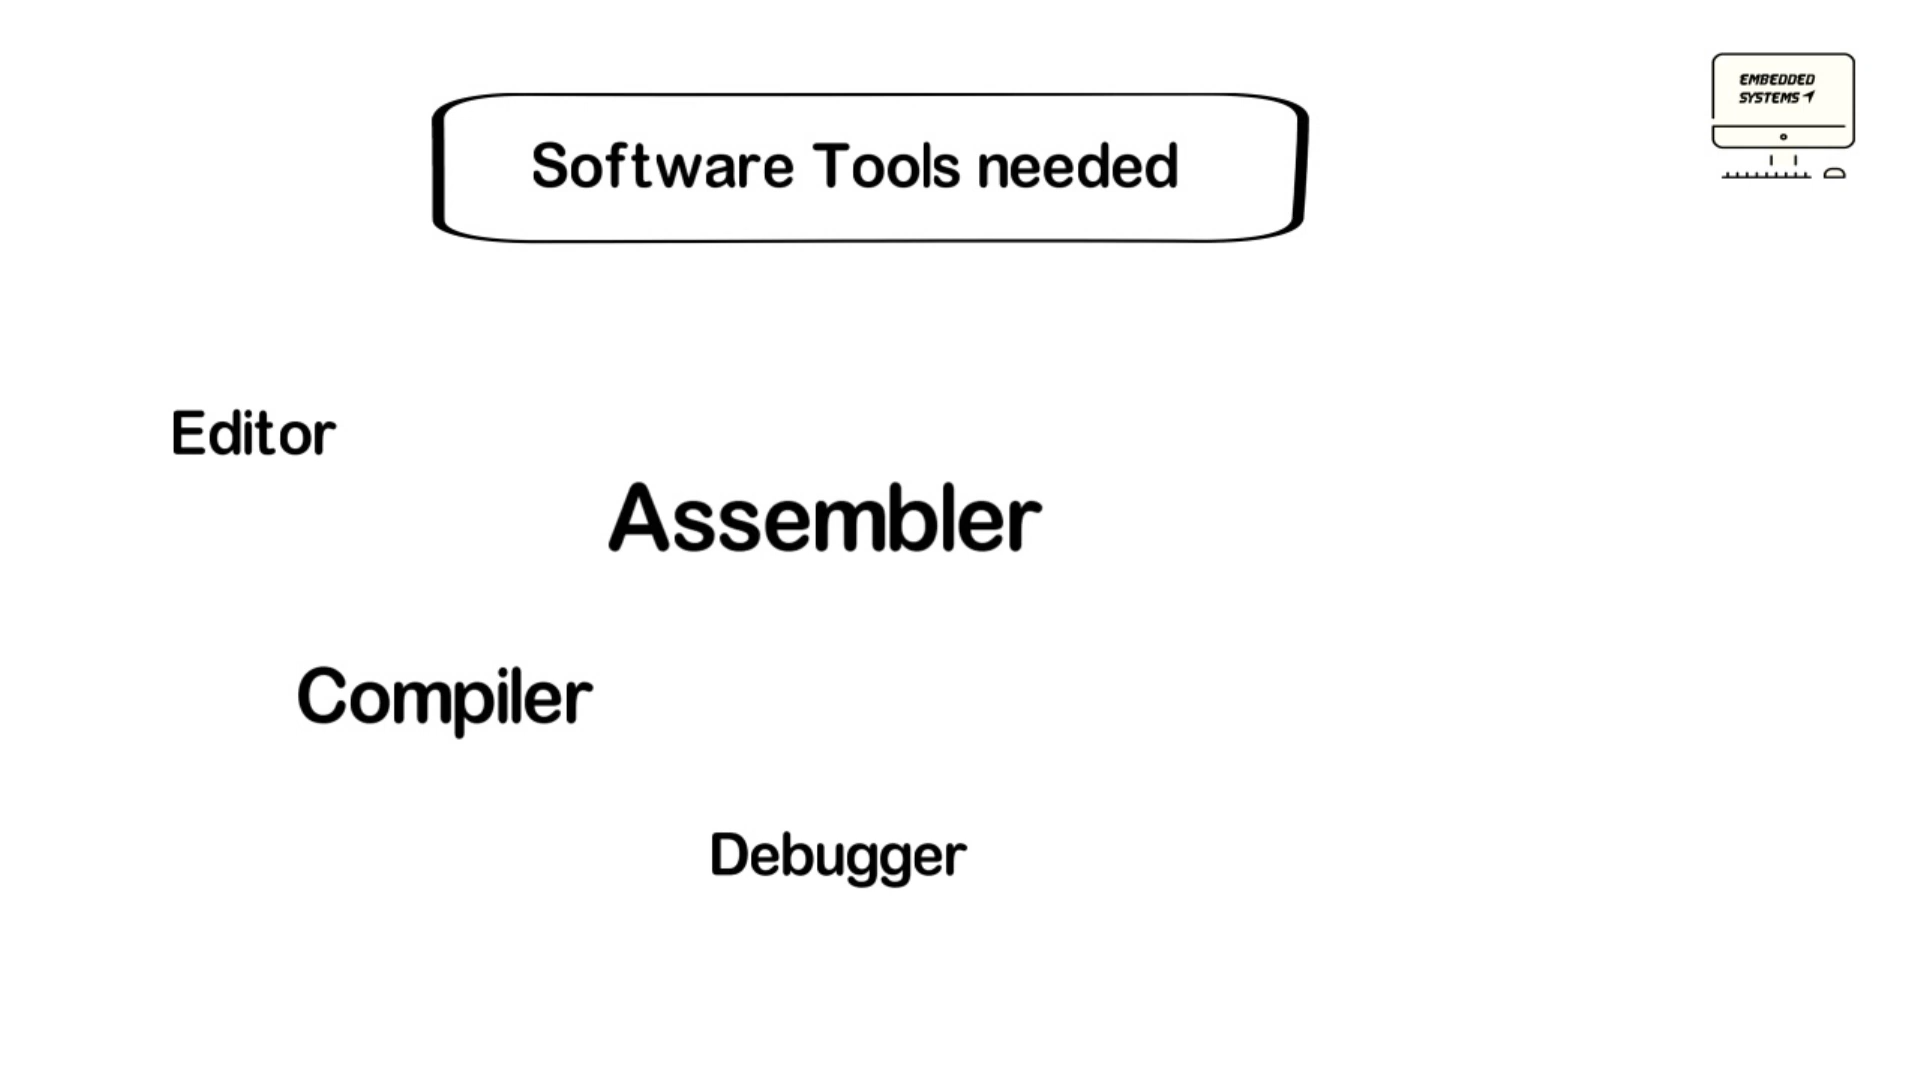 EMBEDDED
SYSTEMS
Software Tools needed
Editor
Assembler
Compiler
Debugger